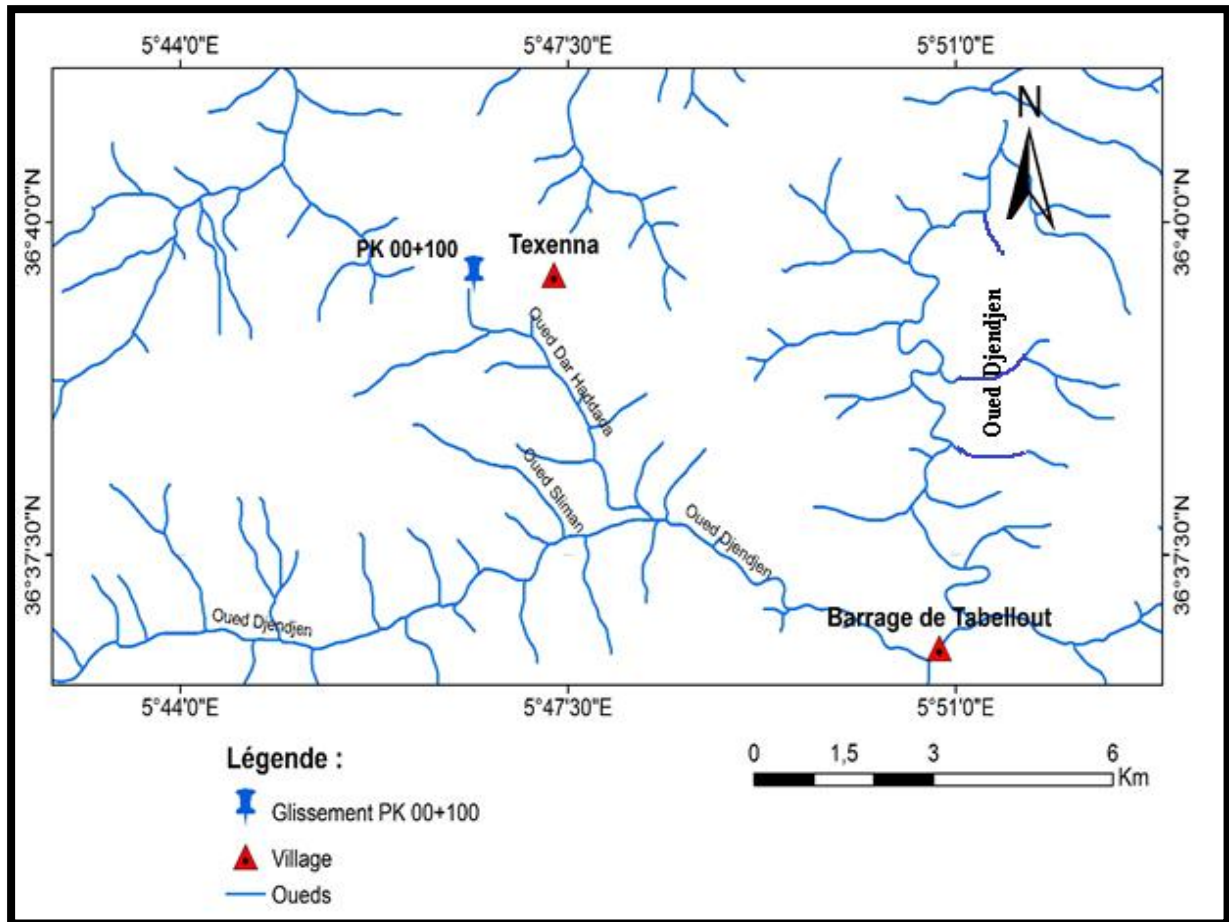 5°44'0"E
5°47'30"E
5°51'0"E
N
36°40'0"N
36°40'0"N
PK 00+100
Texenna
Oued Dar Haddada
Oued Djendjen
Oued Sliman
Oued Djendjen
36°37'30"N
36°37'30"N
Oued Djendjen
Barrage de Tabellout
5°44'0"E
5°47'30"E
5°51'0"E
Légende :
Glissement PK 00+100
Village
Oueds
0 1,5 3 6
Km